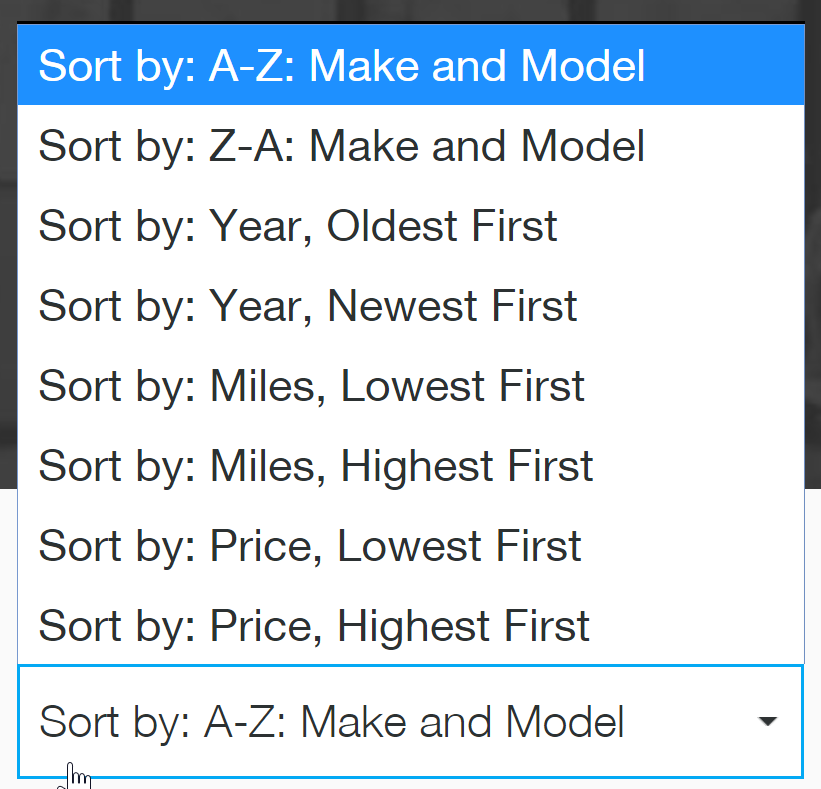 Sort by: A-Z: Make and Model
Sort by: Z-A: Make and Model
Sort by: Year, Oldest First
Sort by: Year, Newest First
Sort by: Miles, Lowest First
Sort by: Miles, Highest First
Sort by: Price, Lowest First
Sort by: Price, Highest First
Sort by: A-Z: Make and Model